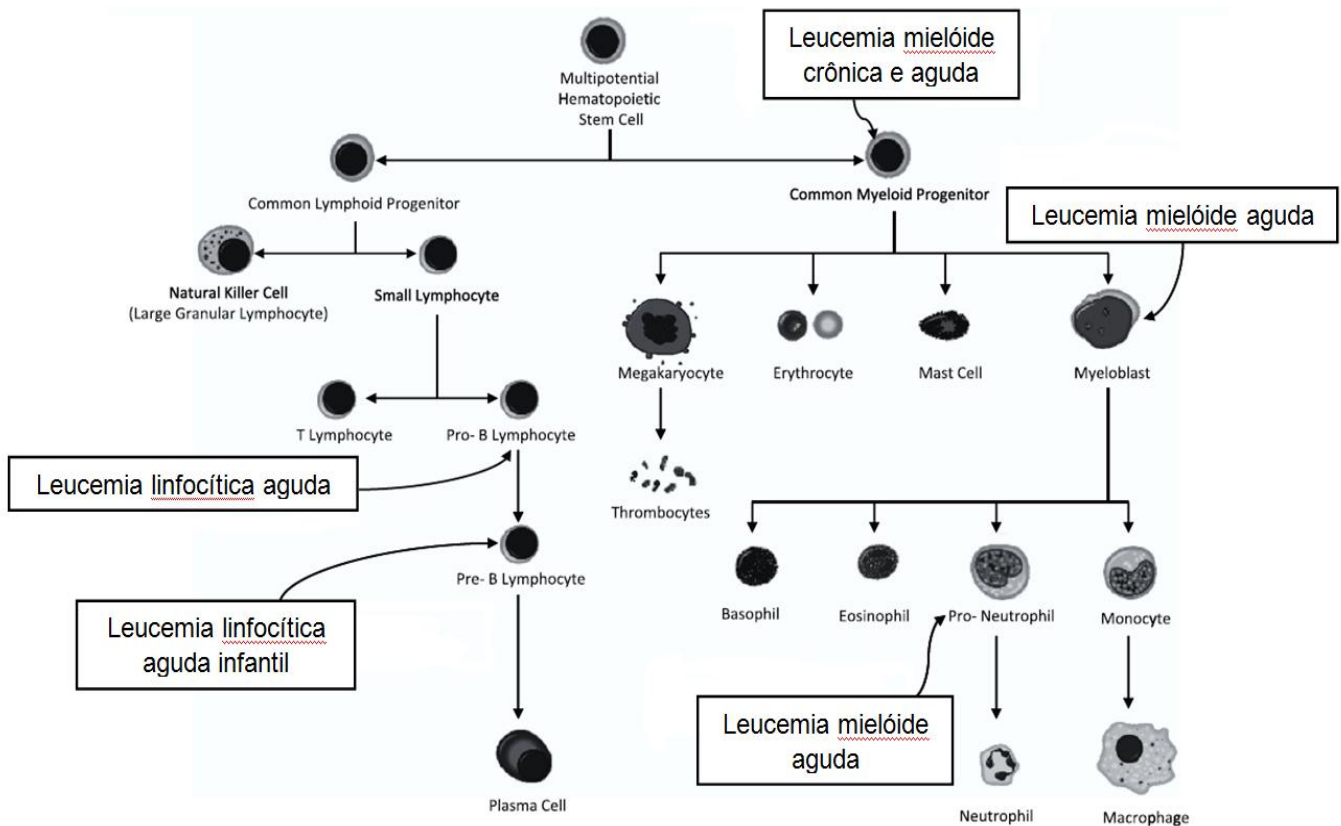 Multipotential
Hematopoietic
Stem Cell
Leucemia mielóide
crônica e aguda
Common Lymphoid Progenitor
Common Myeloid Progenitor
Leucemia mielóide aguda
Natural Killer Cell
(Large Granular Lymphocyte)
Small Lymphocyte
Megakaryocyte
Erythrocyte
Mast Cell
Myeloblast
T Lymphocyte
Pro- B Lymphocyte
Leucemia linfocítica aguda
Thrombocytes
Pre- B Lymphocyte
Leucemia linfocítica
aguda infantil
Basophil
Eosinophil
Pro- Neutrophil
Monocyte
Leucemia mielóide
aguda
Plasma Cell
Neutrophil
Macrophage